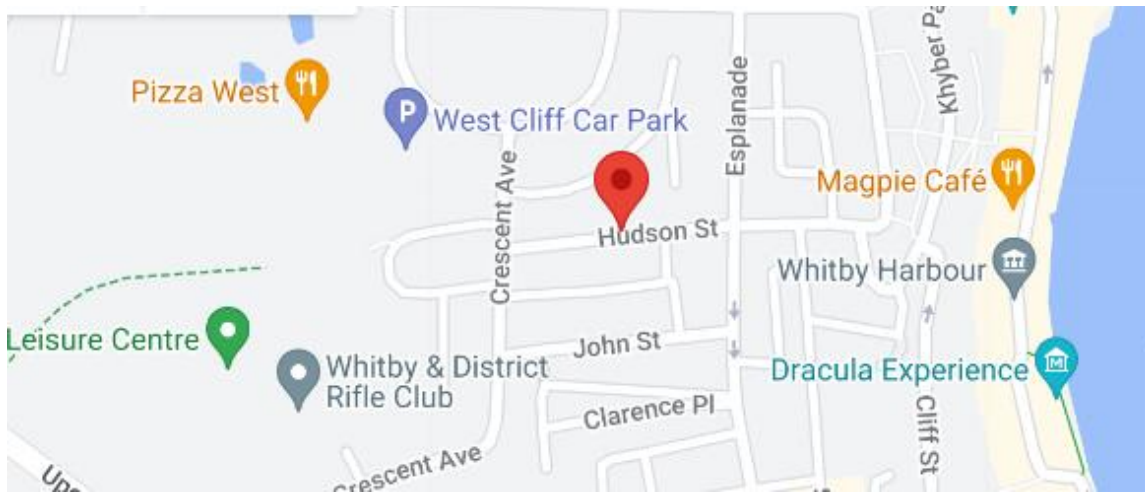 Pizza West
P
West Cliff Car Park
Crescent Ave
Esplanade
Khyber Pa
Magpie Café
Hudson St
Whitby Harbour
Leisure Centre
Whitby & District
Rifle Club
John St
Dracula Experience
M
Clarence Pl
Cliff St
Crescent Ave